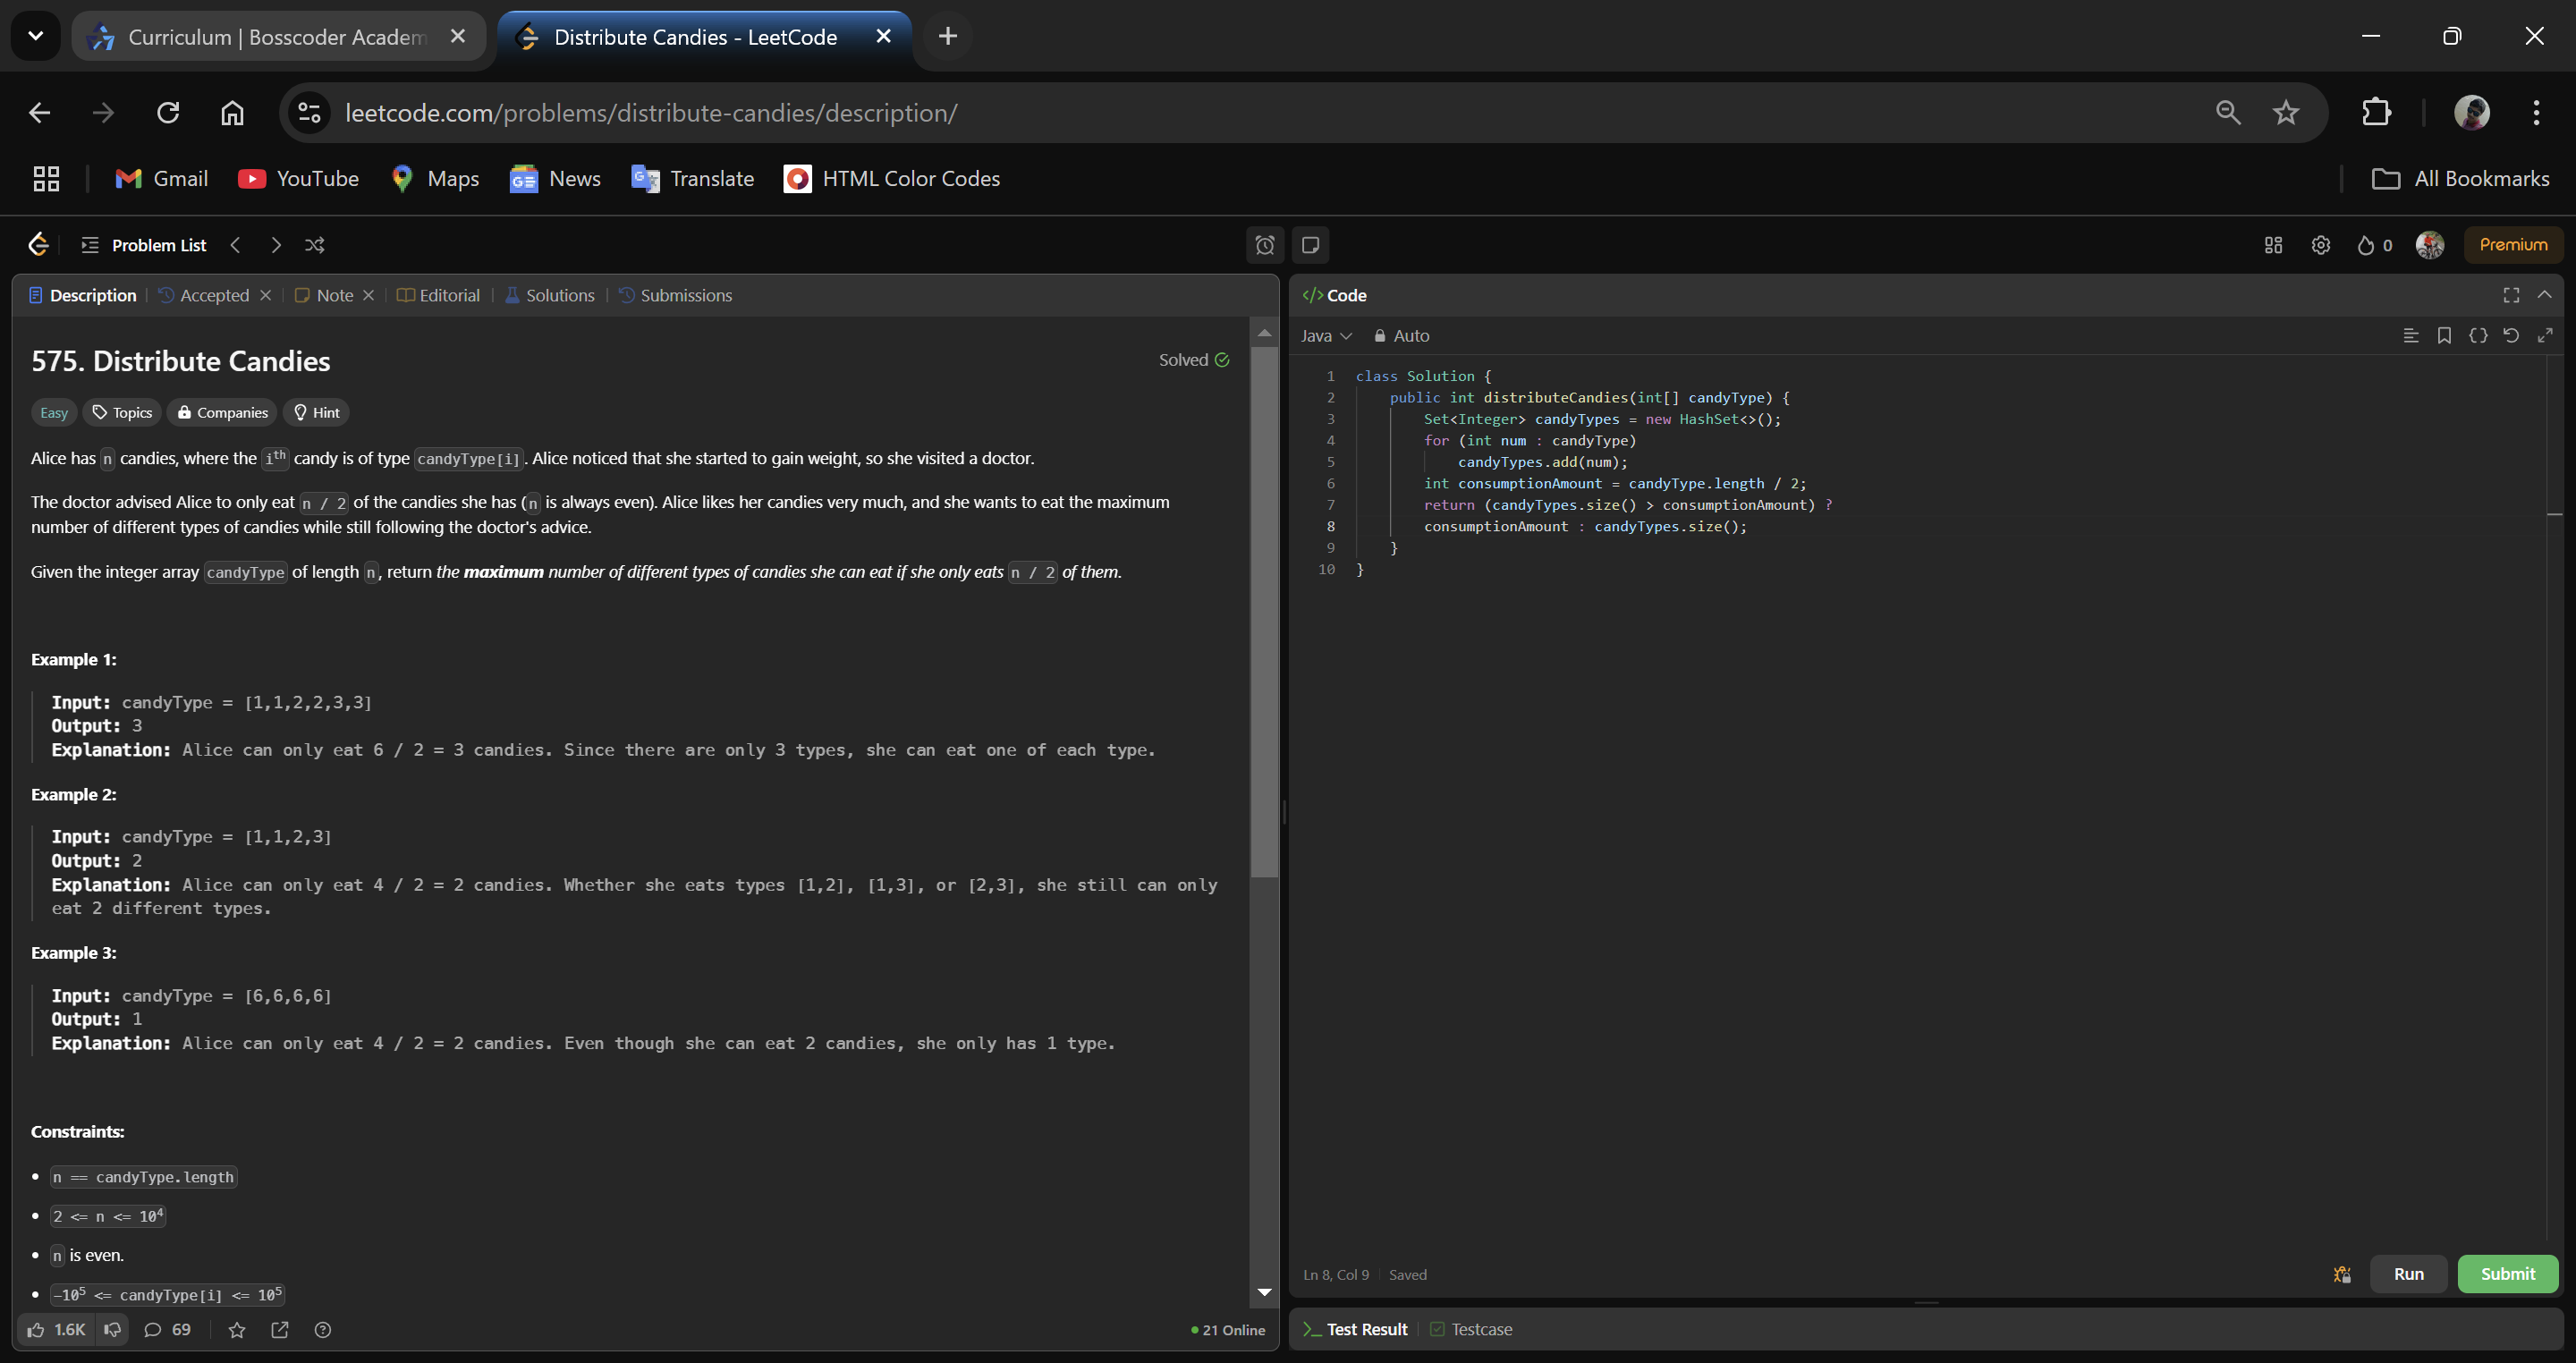 Curriculum | Bosscoder Academ
Distribute Candies - LeetCode
leetcode.com/problems/distribute-candies/description/
Gmail YouTube Maps News Translate HTML Color Codes All Bookmarks
Problem List 0 Premium
Description Accepted Note Editorial Solutions Submissions
575. Distribute Candies
Solved
Easy Topics Companies Hint
Alice has n candies, where the ith candy is of type candyType[i]. Alice noticed that she started to gain weight, so she visited a doctor.
The doctor advised Alice to only eat n / 2 of the candies she has (n is always even). Alice likes her candies very much, and she wants to eat the maximum
number of different types of candies while still following the doctor's advice.
Given the integer array candyType of length n, return the maximum number of different types of candies she can eat if she only eats n / 2 of them.
Example 1:
Input: candyType = [1,1,2,2,3,3]
Output: 3
Explanation: Alice can only eat 6 / 2 = 3 candies. Since there are only 3 types, she can eat one of each type.
Example 2:
Input: candyType = [1,1,2,3]
Output: 2
Explanation: Alice can only eat 4 / 2 = 2 candies. Whether she eats types [1,2], [1,3], or [2,3], she still can only
eat 2 different types.
Example 3:
Input: candyType = [6,6,6,6]
Output: 1
Explanation: Alice can only eat 4 / 2 = 2 candies. Even though she can eat 2 candies, she only has 1 type.
Constraints:
• n == candyType.length
• 2 <= n <= 10⁴
• n is even.
• -10⁵ <= candyType[i] <= 10⁵
1.6K 69 21 Online
</> Code
Java Auto
1 class Solution {
2 public int distributeCandies(int[] candyType) {
3 Set<Integer> candyTypes = new HashSet<>();
4 for (int num : candyType)
5 candyTypes.add(num);
6 int consumptionAmount = candyType.length / 2;
7 return (candyTypes.size() > consumptionAmount) ?
8 consumptionAmount : candyTypes.size();
9 }
10 }
Ln 8, Col 9 Saved
Run Submit
Test Result Testcase